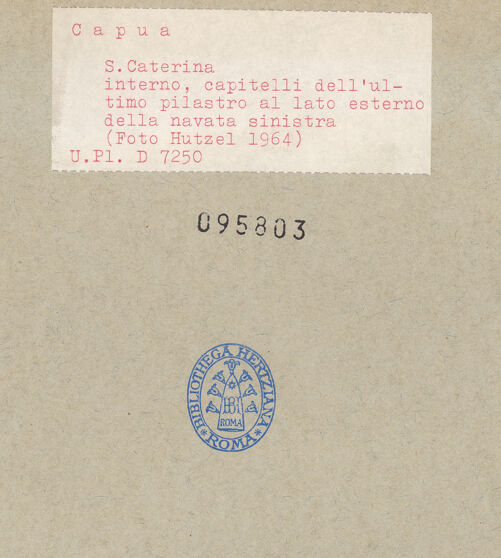 C a p u a
S.Caterina
interno, capitelli dell'ul-
timo pilastro al lato esterno
della navata sinistra
(Foto Hutzel 1964)
U.Pl. D 7250
095803
BIBLIOTHECA HERTZIANA
BH
ROMA
* ROMA *